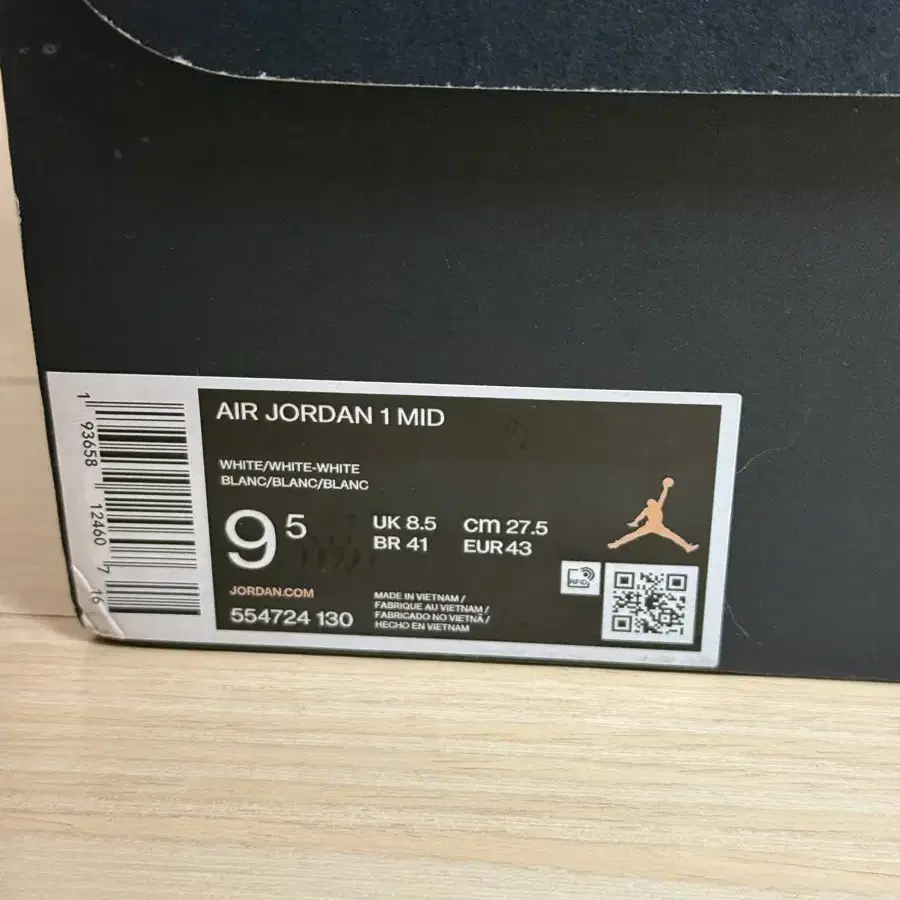 AIR JORDAN 1 MID
WHITE/WHITE-WHITE
BLANC/BLANC/BLANC
9 5
UK 8.5 cm 27.5
BR 41 EUR 43
JORDAN.COM
554724 130
MADE IN VIETNAM /
FABRIQUE AU VIETNAM /
FABRICADO NO VIETNÃ /
HECHO EN VIETNAM
RFID
1 93658 12460 7 16